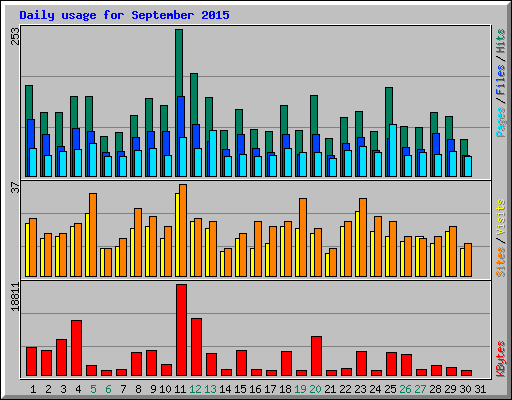 Daily usage for September 2015
253
Pages / Files / Hits
37
Sites / Visits
18811
KBytes
1 2 3 4 5 6 7 8 9 10 11 12 13 14 15 16 17 18 19 20 21 22 23 24 25 26 27 28 29 30 31